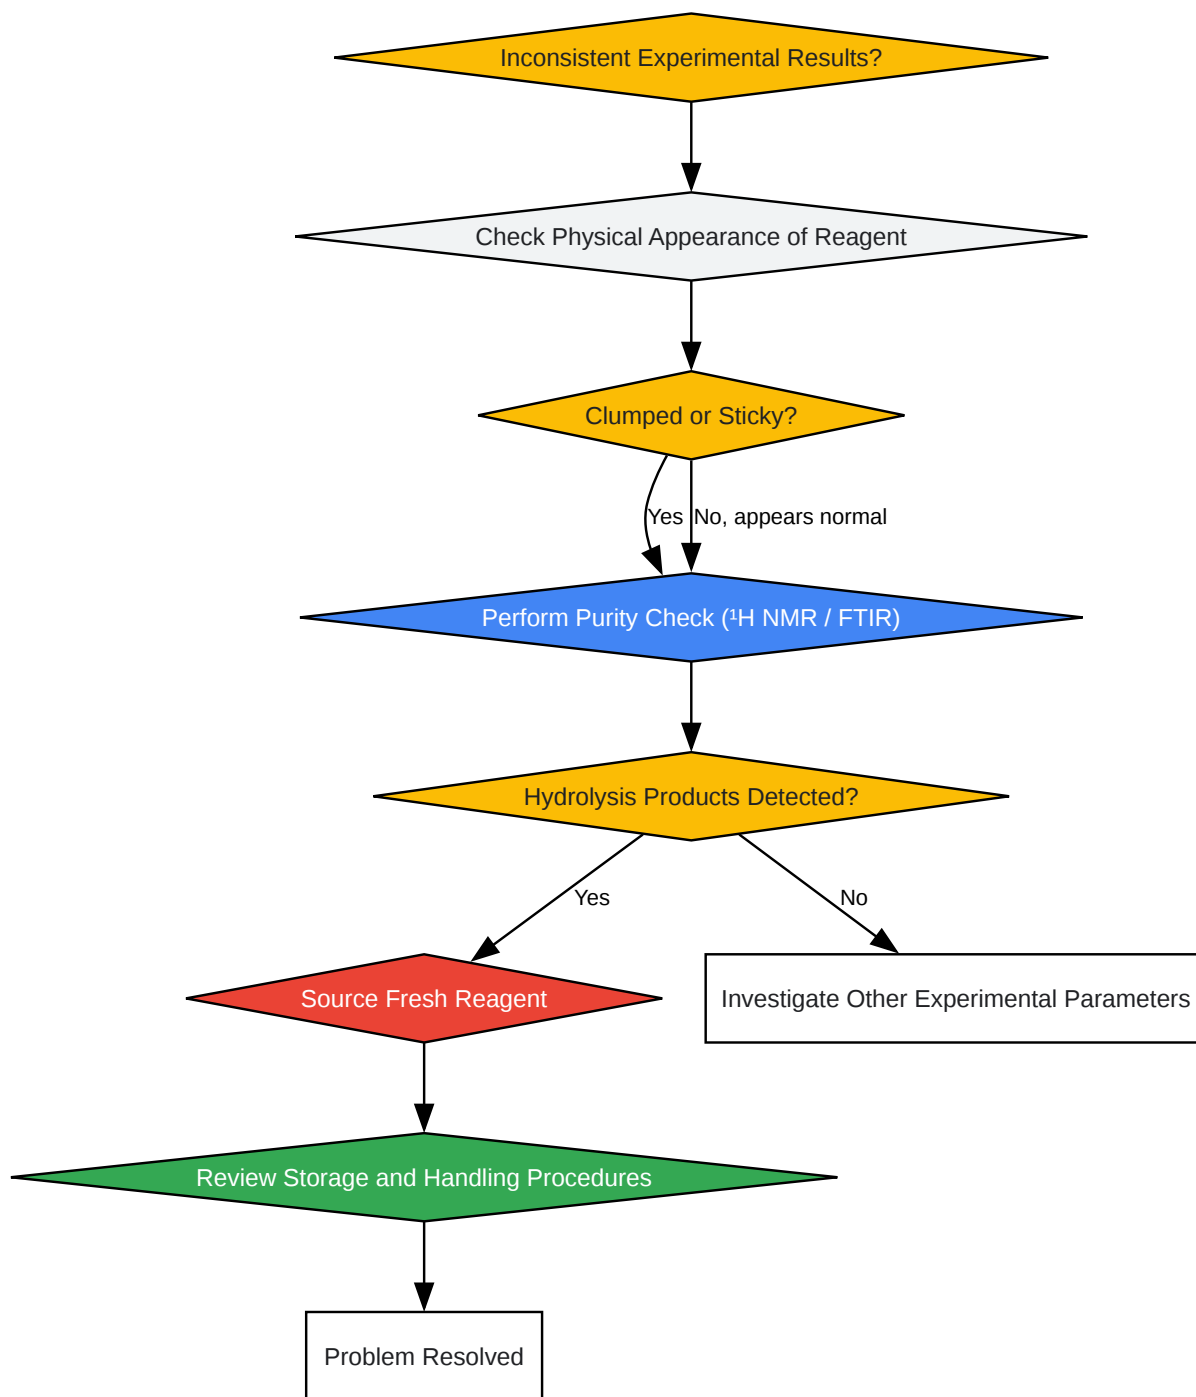 Inconsistent Experimental Results?
Check Physical Appearance of Reagent
Clumped or Sticky?
Yes
No, appears normal
Perform Purity Check (¹H NMR / FTIR)
Hydrolysis Products Detected?
Yes
No
Source Fresh Reagent
Investigate Other Experimental Parameters
Review Storage and Handling Procedures
Problem Resolved